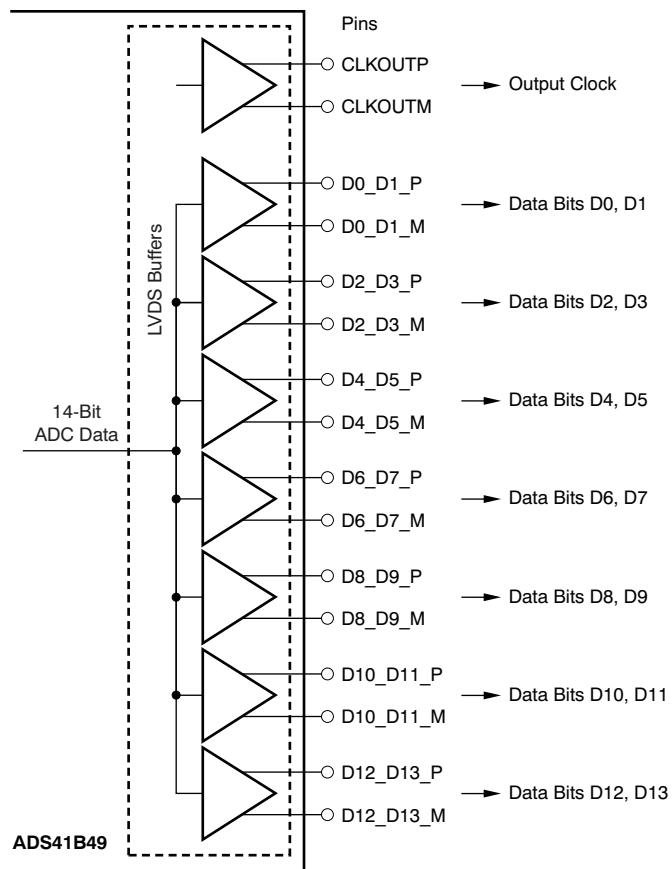 Pins
CLKOUTP
CLKOUTM
Output Clock
LVDS Buffers
D0_D1_P
D0_D1_M
Data Bits D0, D1
D2_D3_P
D2_D3_M
Data Bits D2, D3
D4_D5_P
D4_D5_M
Data Bits D4, D5
14-Bit
ADC Data
D6_D7_P
D6_D7_M
Data Bits D6, D7
D8_D9_P
D8_D9_M
Data Bits D8, D9
D10_D11_P
D10_D11_M
Data Bits D10, D11
D12_D13_P
D12_D13_M
Data Bits D12, D13
ADS41B49